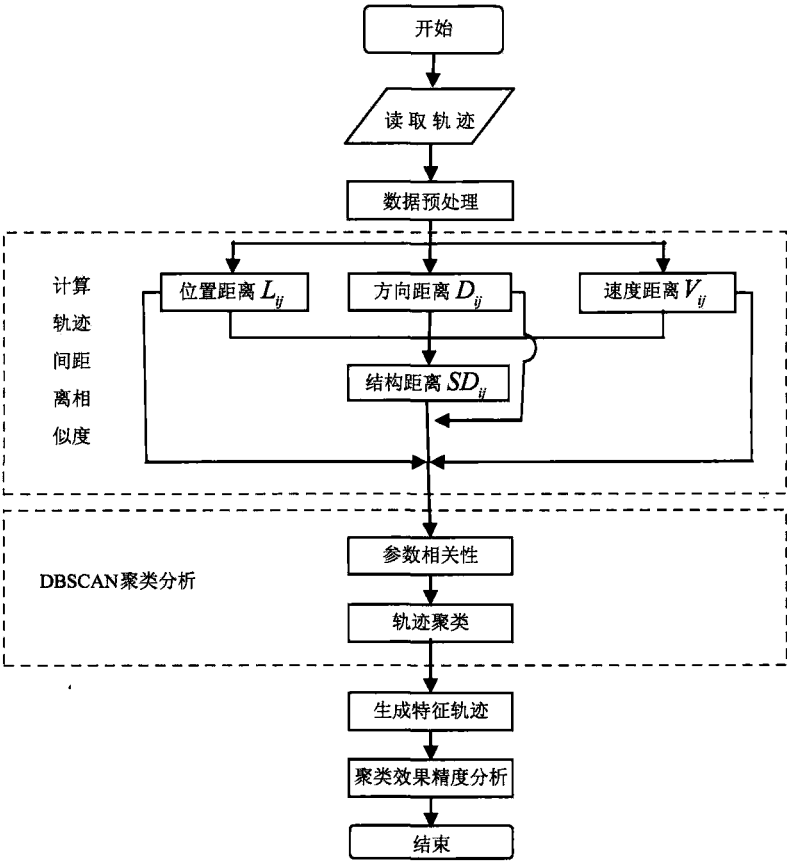 开始
读取轨迹
数据预处理
计算
轨迹
间距
离相
似度
位置距离 L_ij
方向距离 D_ij
速度距离 V_ij
结构距离 SD_ij
DBSCAN聚类分析
参数相关性
轨迹聚类
生成特征轨迹
聚类效果精度分析
结束